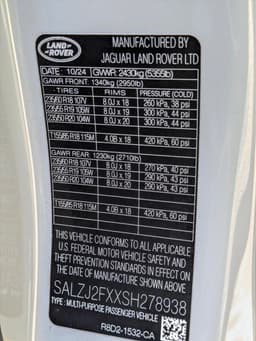 LAND
ROVER
MANUFACTURED BY
JAGUAR LAND ROVER LTD
DATE: 10/24 GVWR: 2430kg (5355lb)
GAWR FRONT: 1340kg (2950lb)
TIRES RIMS PRESSURE (COLD)
235/60 R18 107V 8.0J x 18 260 kPa, 38 psi
235/55 R19 105W 8.0J x 19 300 kPa, 44 psi
235/50 R20 104W 8.0J x 20 300 kPa, 44 psi
T155/85 R18 115M 4.0B x 18 420 kPa, 60 psi
GAWR REAR: 1230kg (2710lb)
235/60 R18 107V 8.0J x 18 270 kPa, 40 psi
235/55 R19 105W 8.0J x 19 290 kPa, 43 psi
235/50 R20 104W 8.0J x 20 290 kPa, 43 psi
T155/85 R18 115M 4.0B x 18 420 kPa, 60 psi
THIS VEHICLE CONFORMS TO ALL APPLICABLE
U.S. FEDERAL MOTOR VEHICLE SAFETY AND
THEFT PREVENTION STANDARDS IN EFFECT ON THE
DATE OF MANUFACTURE SHOWN ABOVE
SALZJ2FXXSH278938
TYPE: MULTI-PURPOSE PASSENGER VEHICLE
R8D2-1532-CA